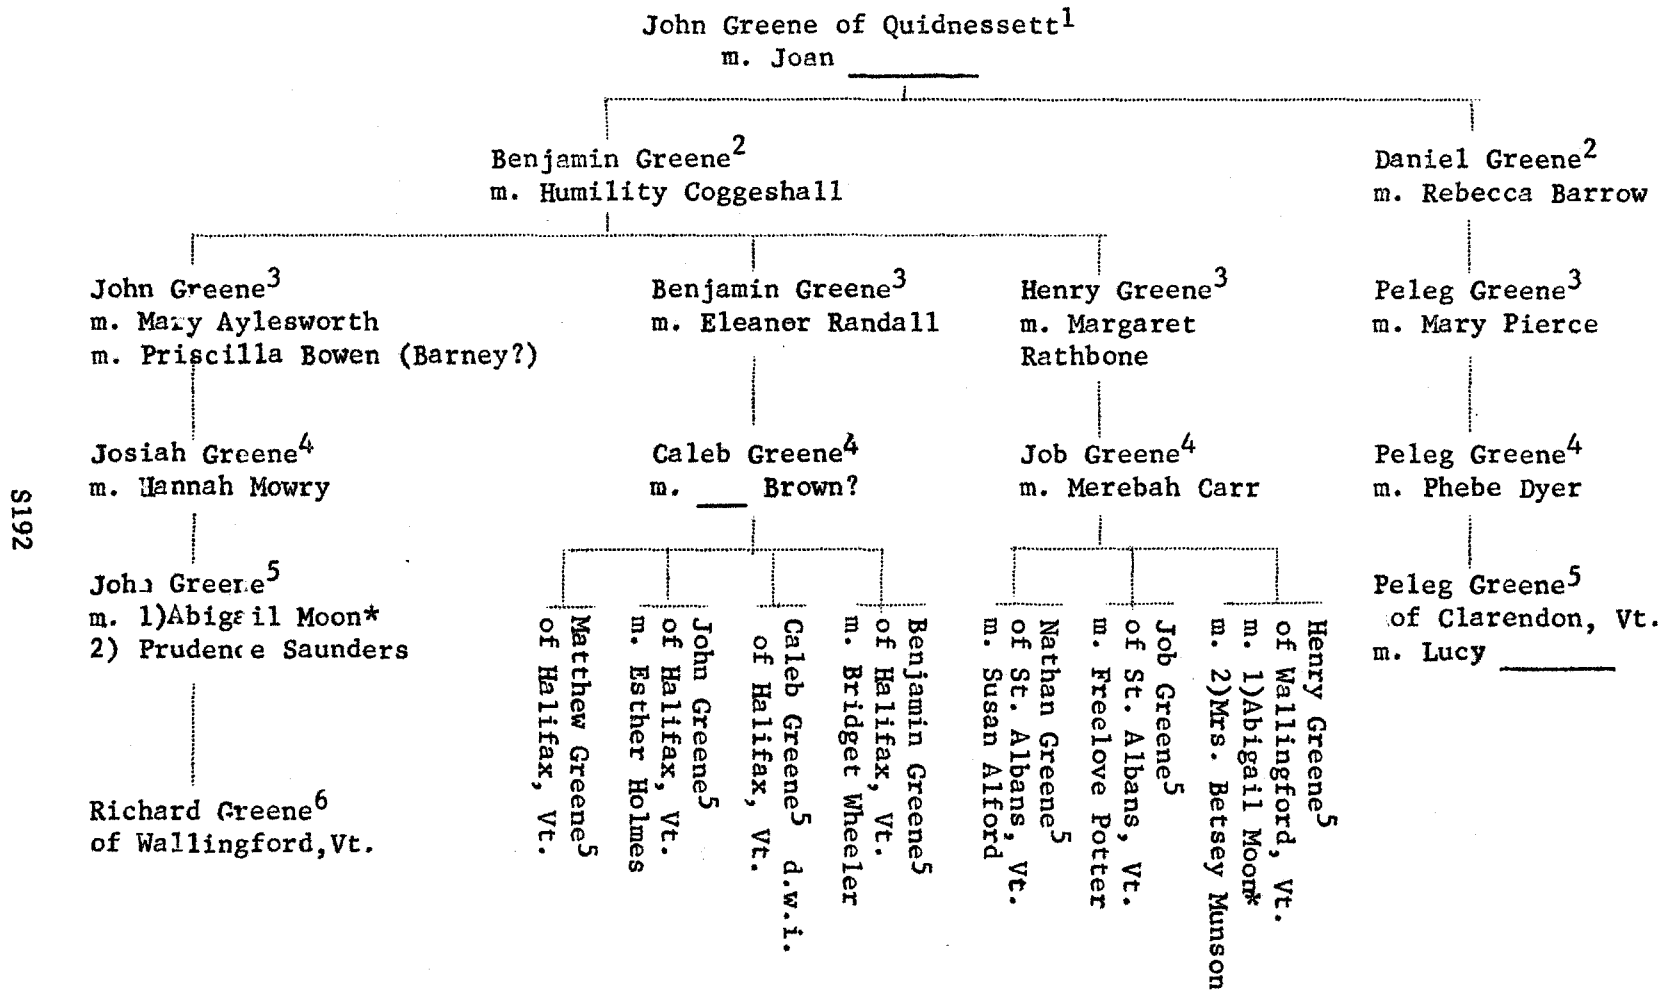 John Greene of Quidnessett1
m. Joan ______
Benjamin Greene2
m. Humility Coggeshall
Daniel Greene2
m. Rebecca Barrow
John Greene3
m. Mary Aylesworth
m. Priscilla Bowen (Barney?)
Benjamin Greene3
m. Eleanor Randall
Henry Greene3
m. Margaret
Rathbone
Peleg Greene3
m. Mary Pierce
Josiah Greene4
m. Hannah Mowry
Caleb Greene4
m. ___ Brown?
Job Greene4
m. Merebah Carr
Peleg Greene4
m. Phebe Dyer
John Greene5
m. 1)Abigail Moon*
2) Prudence Saunders
Matthew Greene5
of Halifax, Vt.
John Greene5
of Halifax, Vt.
m. Esther Holmes
Caleb Greene5 d.w.i.
of Halifax, Vt.
Benjamin Greene5
of Halifax, Vt.
m. Bridget Wheeler
Nathan Greene5
of St. Albans, Vt.
m. Susan Alford
Job Greene5
of St. Albans, Vt.
m. Freelove Potter
Henry Greene5
of Wallingford, Vt.
m. 1)Abigail Moon*
m. 2)Mrs. Betsey Munson
Peleg Greene5
of Clarendon, Vt.
m. Lucy ______
Richard Greene6
of Wallingford,Vt.
S192